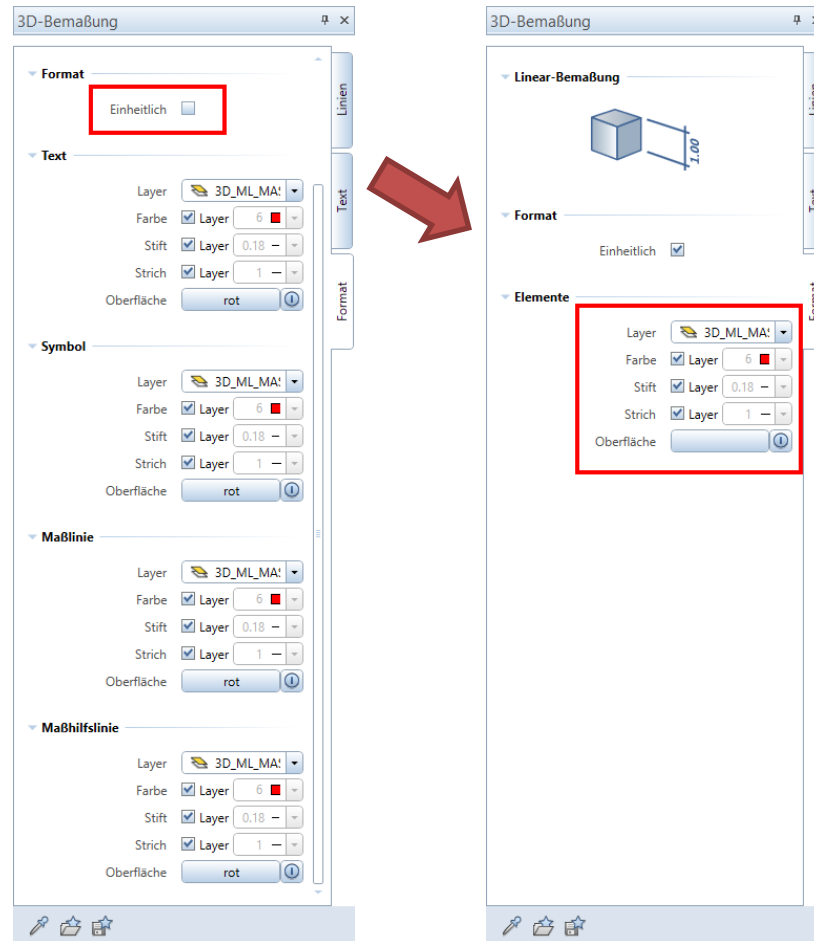 3D-Bemaßung
Format
Einheitlich
Text
Layer 3D_ML_MA
Farbe Layer 6
Stift Layer 0.18
Strich Layer 1
Oberfläche rot
Symbol
Layer 3D_ML_MA
Farbe Layer 6
Stift Layer 0.18
Strich Layer 1
Oberfläche rot
Maßlinie
Layer 3D_ML_MA
Farbe Layer 6
Stift Layer 0.18
Strich Layer 1
Oberfläche rot
Maßhilfslinie
Layer 3D_ML_MA
Farbe Layer 6
Stift Layer 0.18
Strich Layer 1
Oberfläche rot
Linien
Text
Format
3D-Bemaßung
Linear-Bemaßung
1.00
Format
Einheitlich
Elemente
Layer 3D_ML_MA
Farbe Layer 6
Stift Layer 0.18
Strich Layer 1
Oberfläche
Linien
Text
Format